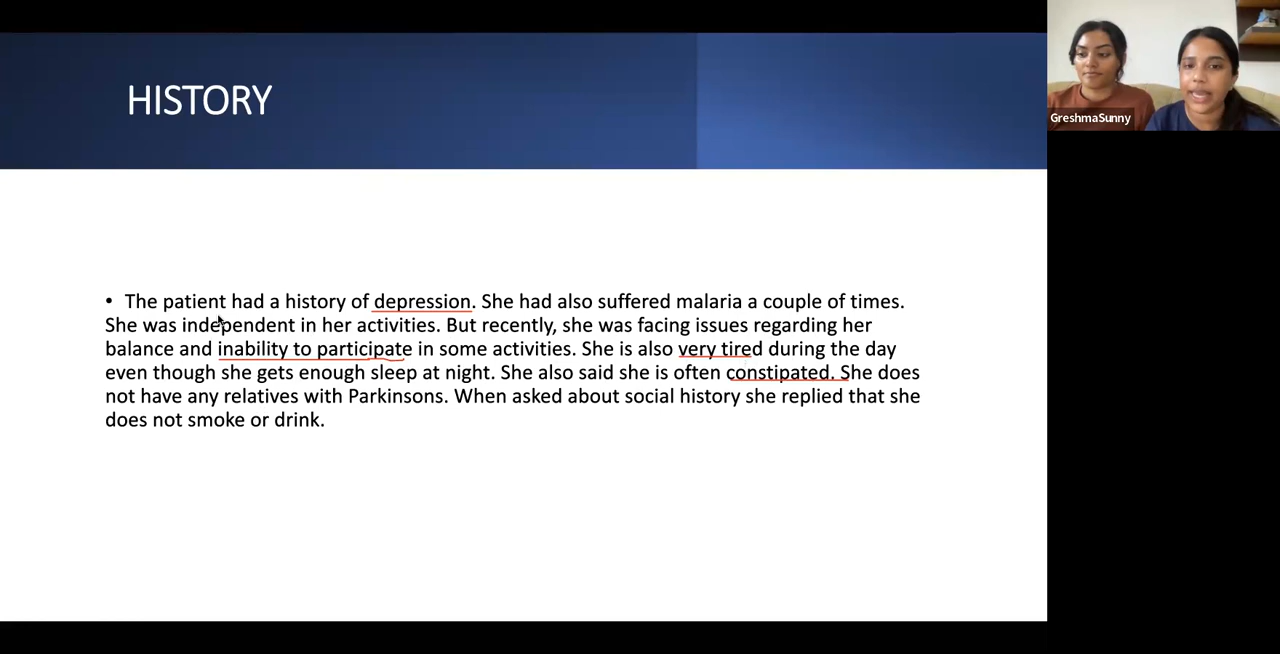 HISTORY
GreshmaSunny
• The patient had a history of depression. She had also suffered malaria a couple of times.
She was independent in her activities. But recently, she was facing issues regarding her
balance and inability to participate in some activities. She is also very tired during the day
even though she gets enough sleep at night. She also said she is often constipated. She does
not have any relatives with Parkinsons. When asked about social history she replied that she
does not smoke or drink.